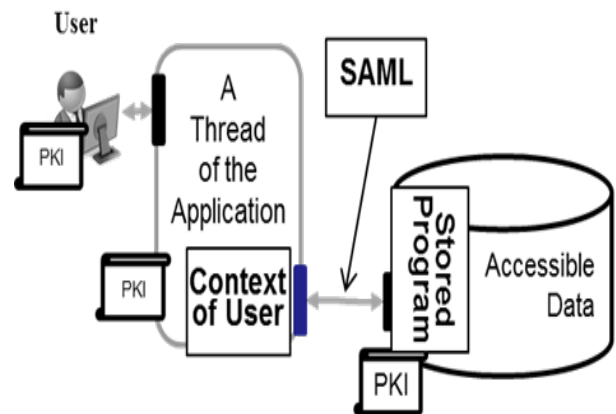 User
PKI
A
Thread
of the
Application
PKI
Context
of User
SAML
Stored
Program
Accessible
Data
PKI